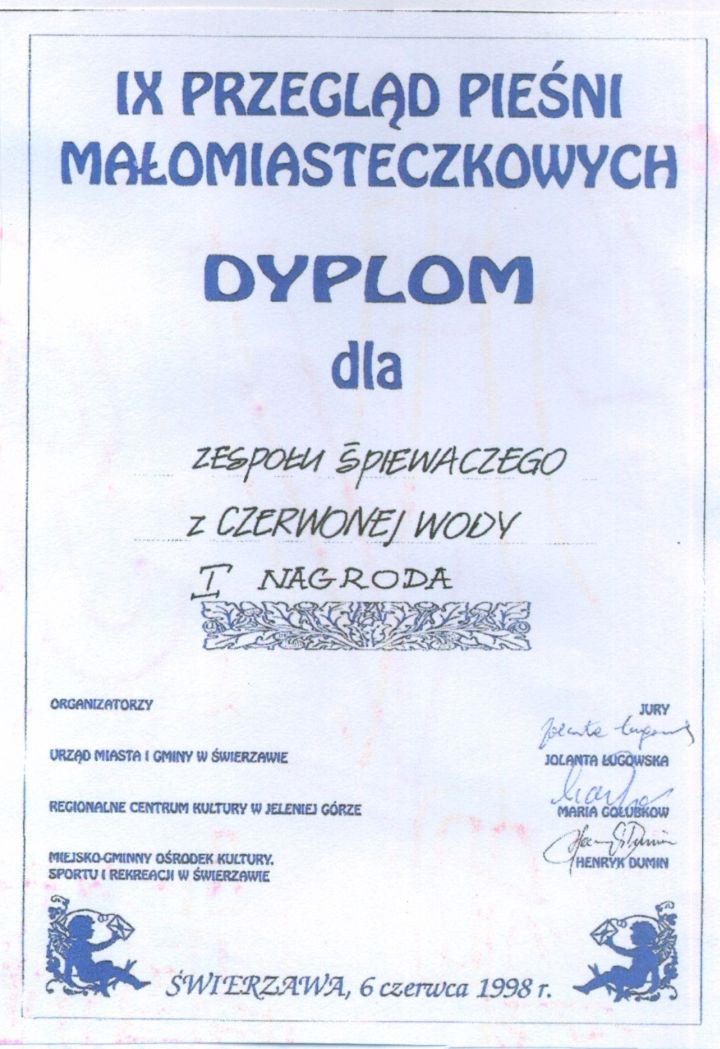 IX PRZEGLĄD PIEŚNI
MAŁOMIASTECZKOWYCH
DYPLOM
dla
ZESPOŁU ŚPIEWACZEGO
Z CZERWONEJ WODY
I NAGRODA
ORGANIZATORZY
URZĄD MIASTA I GMINY W ŚWIERZAWIE
REGIONALNE CENTRUM KULTURY W JELENIEJ GÓRZE
MIEJSKO-GMINNY OŚRODEK KULTURY.
SPORTU I REKREACJI W ŚWIERZAWIE
JURY
JOLANTA ŁUGOWSKA
MARIA GOŁUBKOW
HENRYK DUMIN
ŚWIERZAWA, 6 czerwca 1998 r.